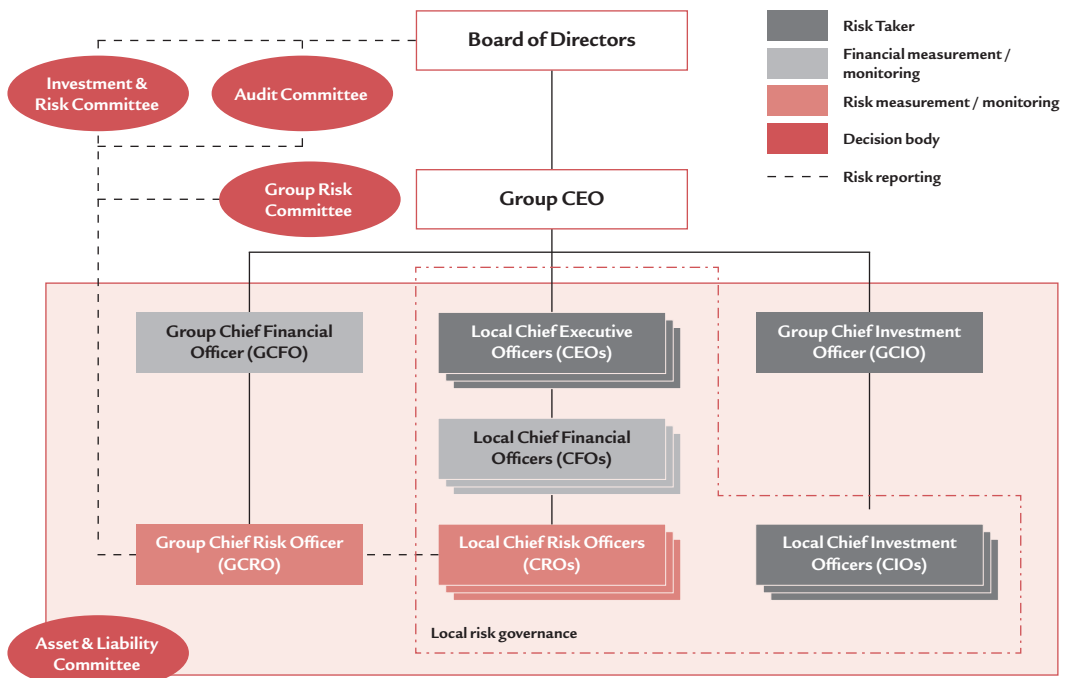 Board of Directors
Risk Taker
Financial measurement /
monitoring
Risk measurement / monitoring
Decision body
Risk reporting
Investment &
Risk Committee
Audit Committee
Group Risk
Committee
Group CEO
Group Chief Financial
Officer (GCFO)
Local Chief Executive
Officers (CEOs)
Group Chief Investment
Officer (GCIO)
Local Chief Financial
Officers (CFOs)
Group Chief Risk Officer
(GCRO)
Local Chief Risk Officers
(CROs)
Local Chief Investment
Officers (CIOs)
Local risk governance
Asset & Liability
Committee